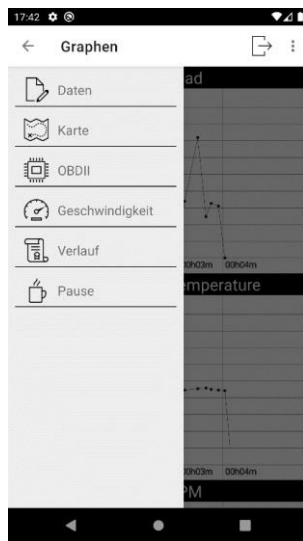 17:42
Graphen
ad
Daten
Karte
OBDII
Geschwindigkeit
Verlauf
Pause
00h03m 00h04m
emperature
00h03m 00h04m
PM